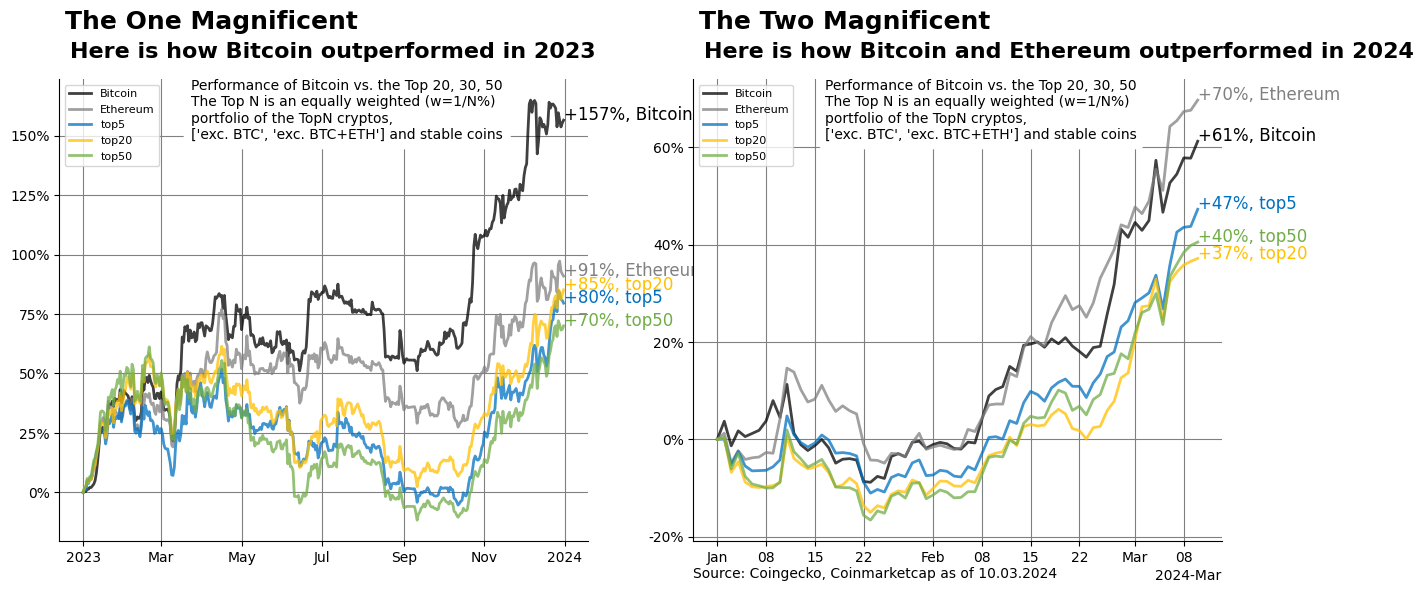 The One Magnificent
Here is how Bitcoin outperformed in 2023
Bitcoin
Ethereum
top5
top20
top50
Performance of Bitcoin vs. the Top 20, 30, 50
The Top N is an equally weighted (w=1/N%)
portfolio of the TopN cryptos,
['exc. BTC', 'exc. BTC+ETH'] and stable coins
+157%, Bitcoin
+91%, Ethereum
+85%, top20
+80%, top5
+70%, top50
150%
125%
100%
75%
50%
25%
0%
2023
Mar
May
Jul
Sep
Nov
2024
The Two Magnificent
Here is how Bitcoin and Ethereum outperformed in 2024
Bitcoin
Ethereum
top5
top20
top50
Performance of Bitcoin vs. the Top 20, 30, 50
The Top N is an equally weighted (w=1/N%)
portfolio of the TopN cryptos,
['exc. BTC', 'exc. BTC+ETH'] and stable coins
+70%, Ethereum
+61%, Bitcoin
+47%, top5
+40%, top50
+37%, top20
60%
40%
20%
0%
-20%
Jan
08
15
22
Feb
08
15
22
Mar
08
2024-Mar
Source: Coingecko, Coinmarketcap as of 10.03.2024